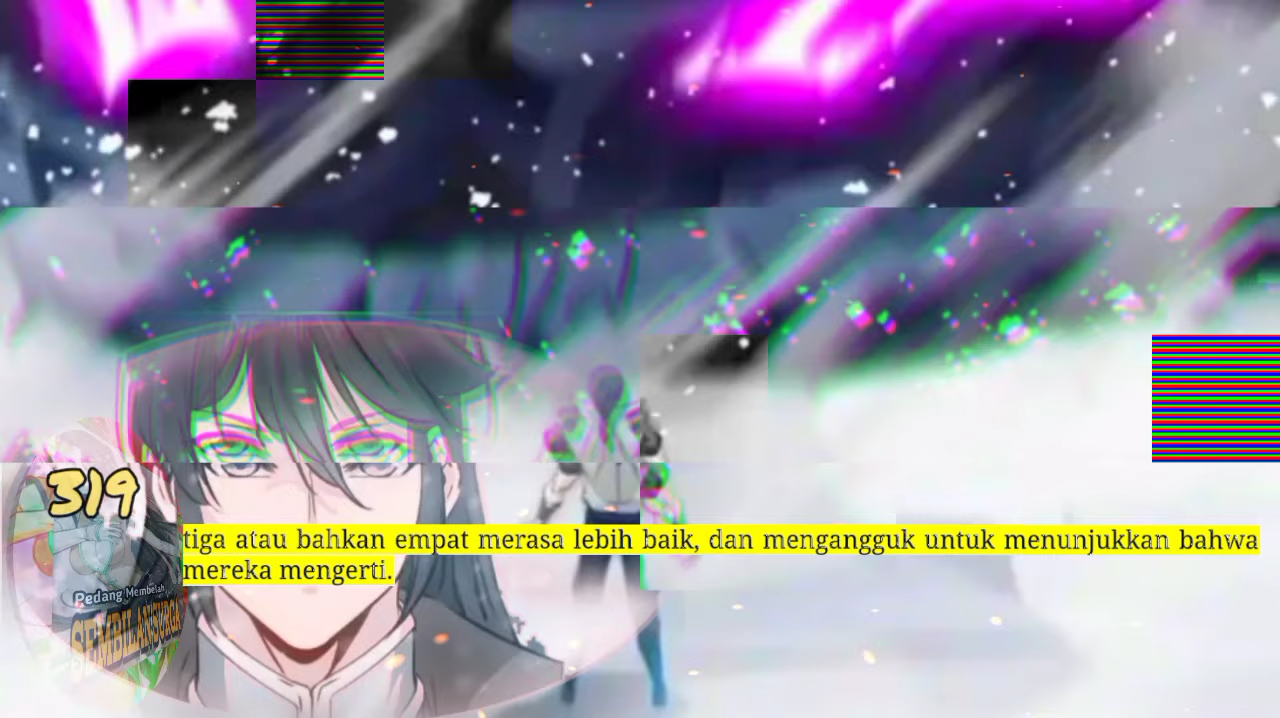 319
tiga atau bahkan empat merasa lebih baik, dan mengangguk untuk menunjukkan bahwa
mereka mengerti.
Pedang Membelah
SEMBILAN SURGA